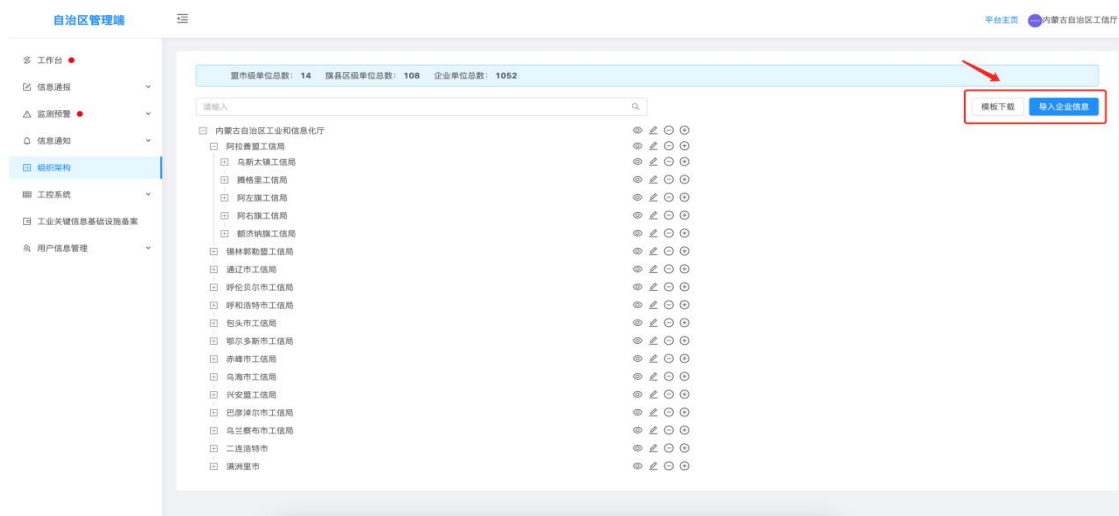 自治区管理端
平台主页 内蒙古自治区工信厅
工作台
信息通报
监测预警
信息通知
组织架构
工控系统
工业关键信息基础设施备案
用户信息管理
盟市级单位总数： 14 旗县区级单位总数： 108 企业单位总数： 1052
请输入
模板下载 导入企业信息
内蒙古自治区工业和信息化厅
阿拉善盟工信局
乌斯太镇工信局
腾格里工信局
阿左旗工信局
阿右旗工信局
额济纳旗工信局
锡林郭勒盟工信局
通辽市工信局
呼伦贝尔市工信局
呼和浩特市工信局
包头市工信局
鄂尔多斯市工信局
赤峰市工信局
乌海市工信局
兴安盟工信局
巴彦淖尔市工信局
乌兰察布市工信局
二连浩特市
满洲里市